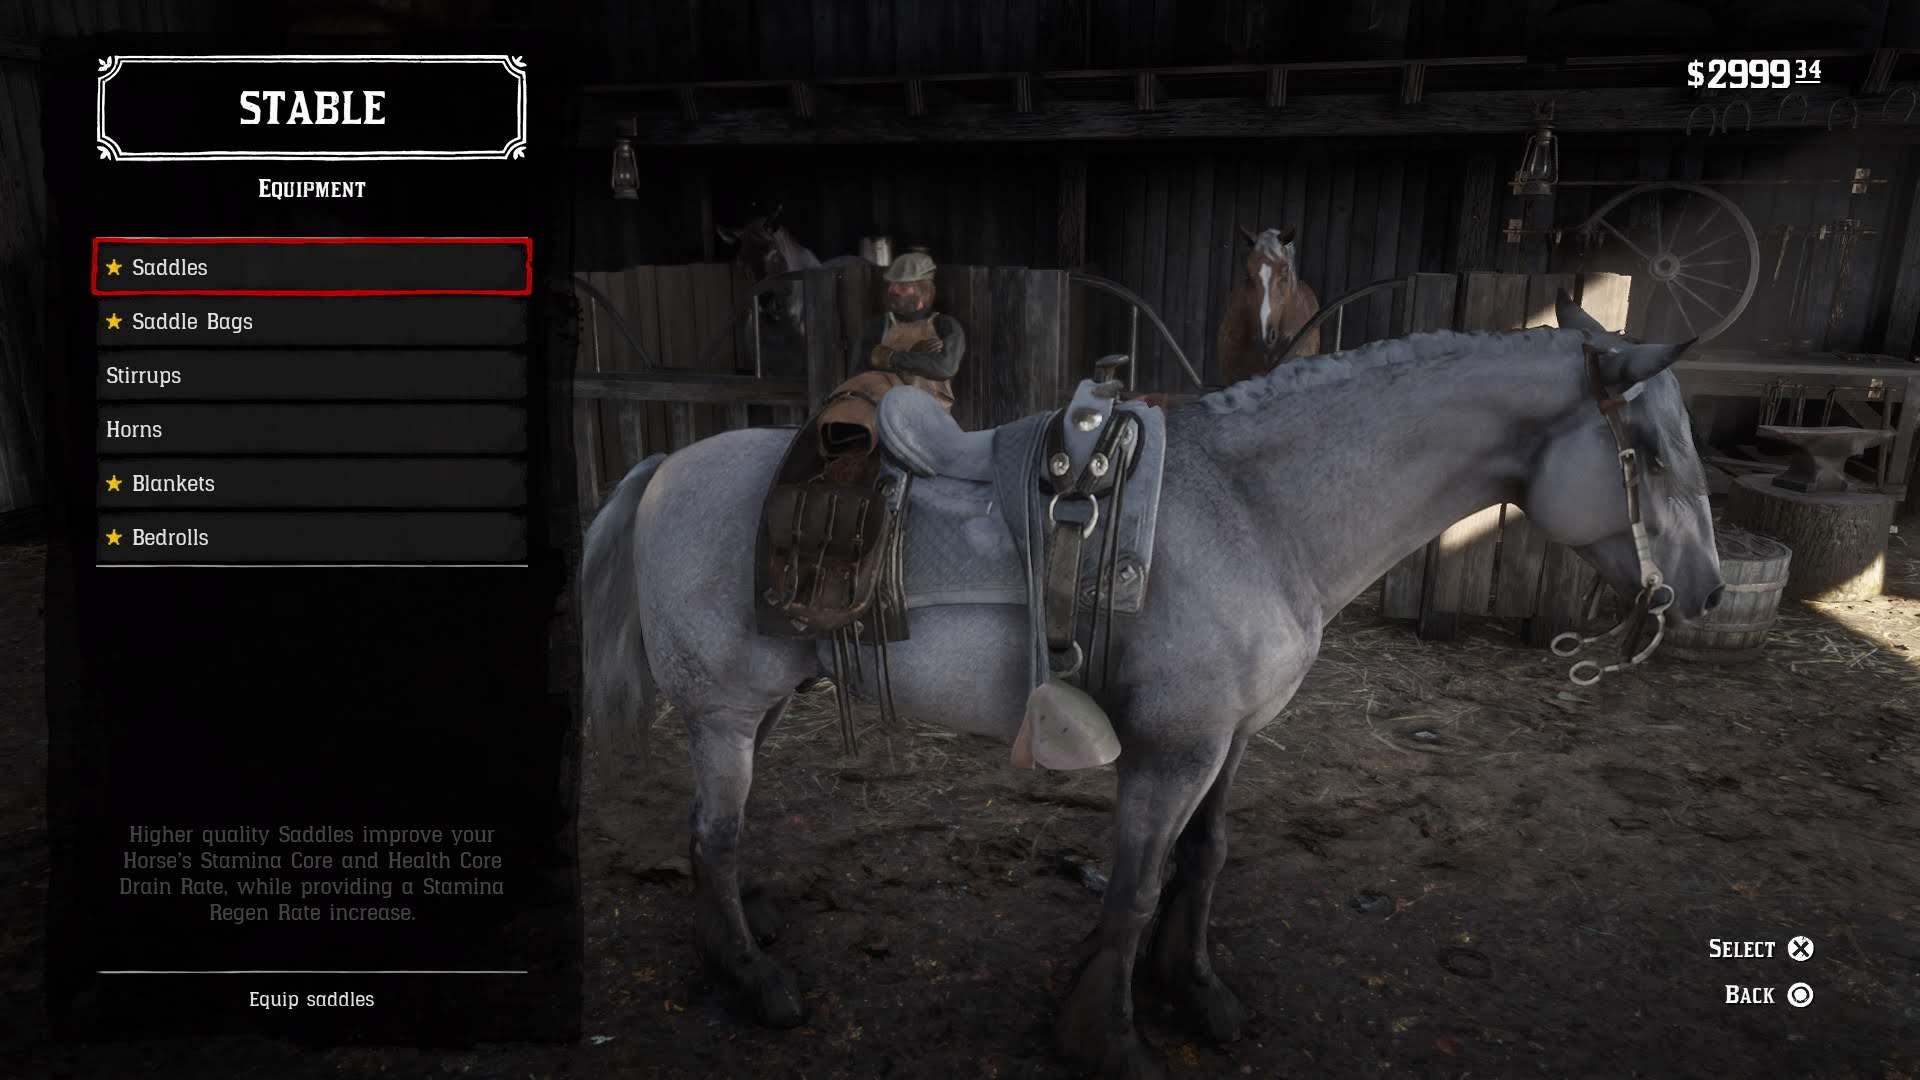 STABLE
$2999 34
EQUIPMENT
Saddles
Saddle Bags
Stirrups
Horns
Blankets
Bedrolls
Higher quality Saddles improve your
Horse's Stamina Core and Health Core
Drain Rate, while providing a Stamina
Regen Rate increase.
Equip saddles
SELECT
BACK